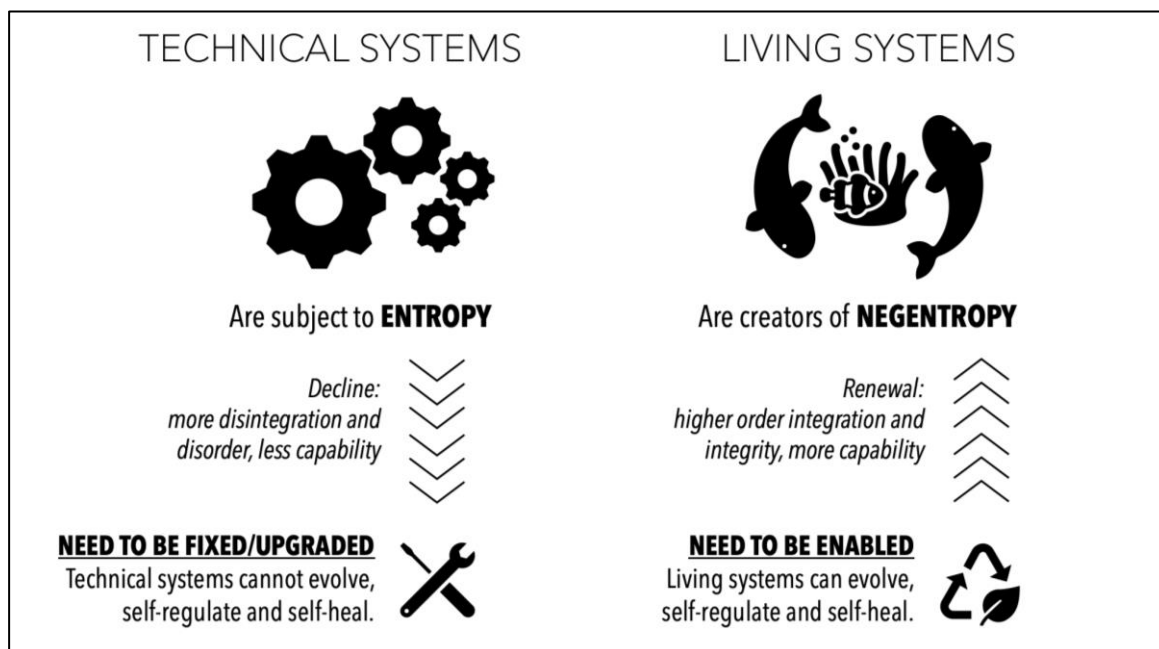 TECHNICAL SYSTEMS
Are subject to ENTROPY
Decline:
more disintegration and
disorder, less capability
NEED TO BE FIXED/UPGRADED
Technical systems cannot evolve,
self-regulate and self-heal.
LIVING SYSTEMS
Are creators of NEGENTROPY
Renewal:
higher order integration and
integrity, more capability
NEED TO BE ENABLED
Living systems can evolve,
self-regulate and self-heal.